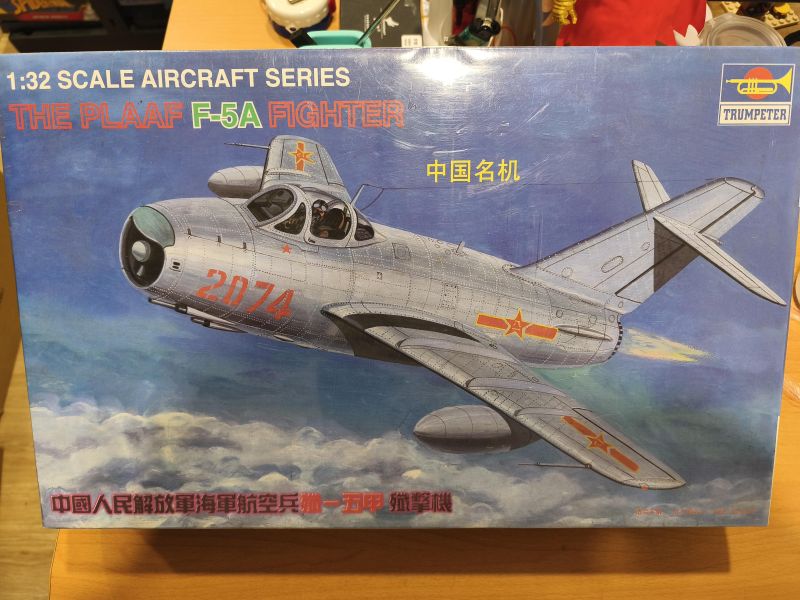 1:32 SCALE AIRCRAFT SERIES
THE PLAAF F-5A FIGHTER
TRUMPETER
中国名机
2074
中國人民解放軍海軍航空兵殲－五甲 殲擊機